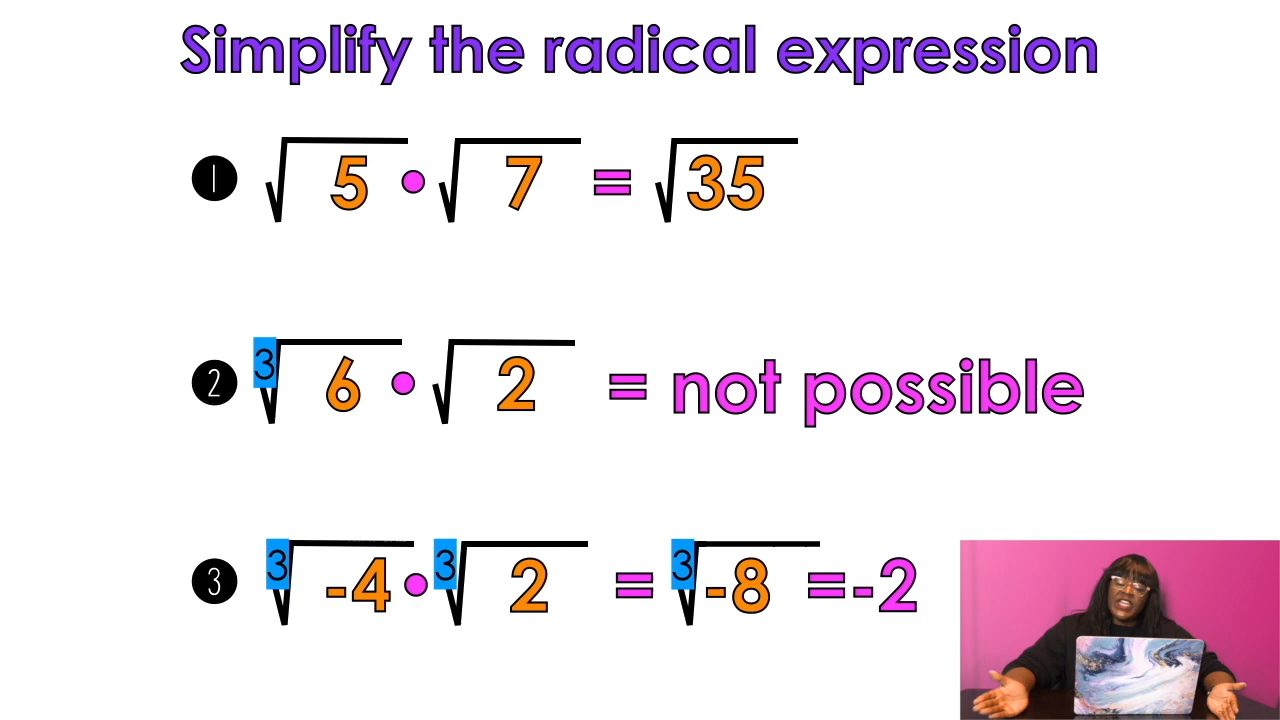 Simplify the radical expression
1 √5 • √7 = √35
2 ∛6 • √2 = not possible
3 ∛-4 • ∛2 = ∛-8 = -2